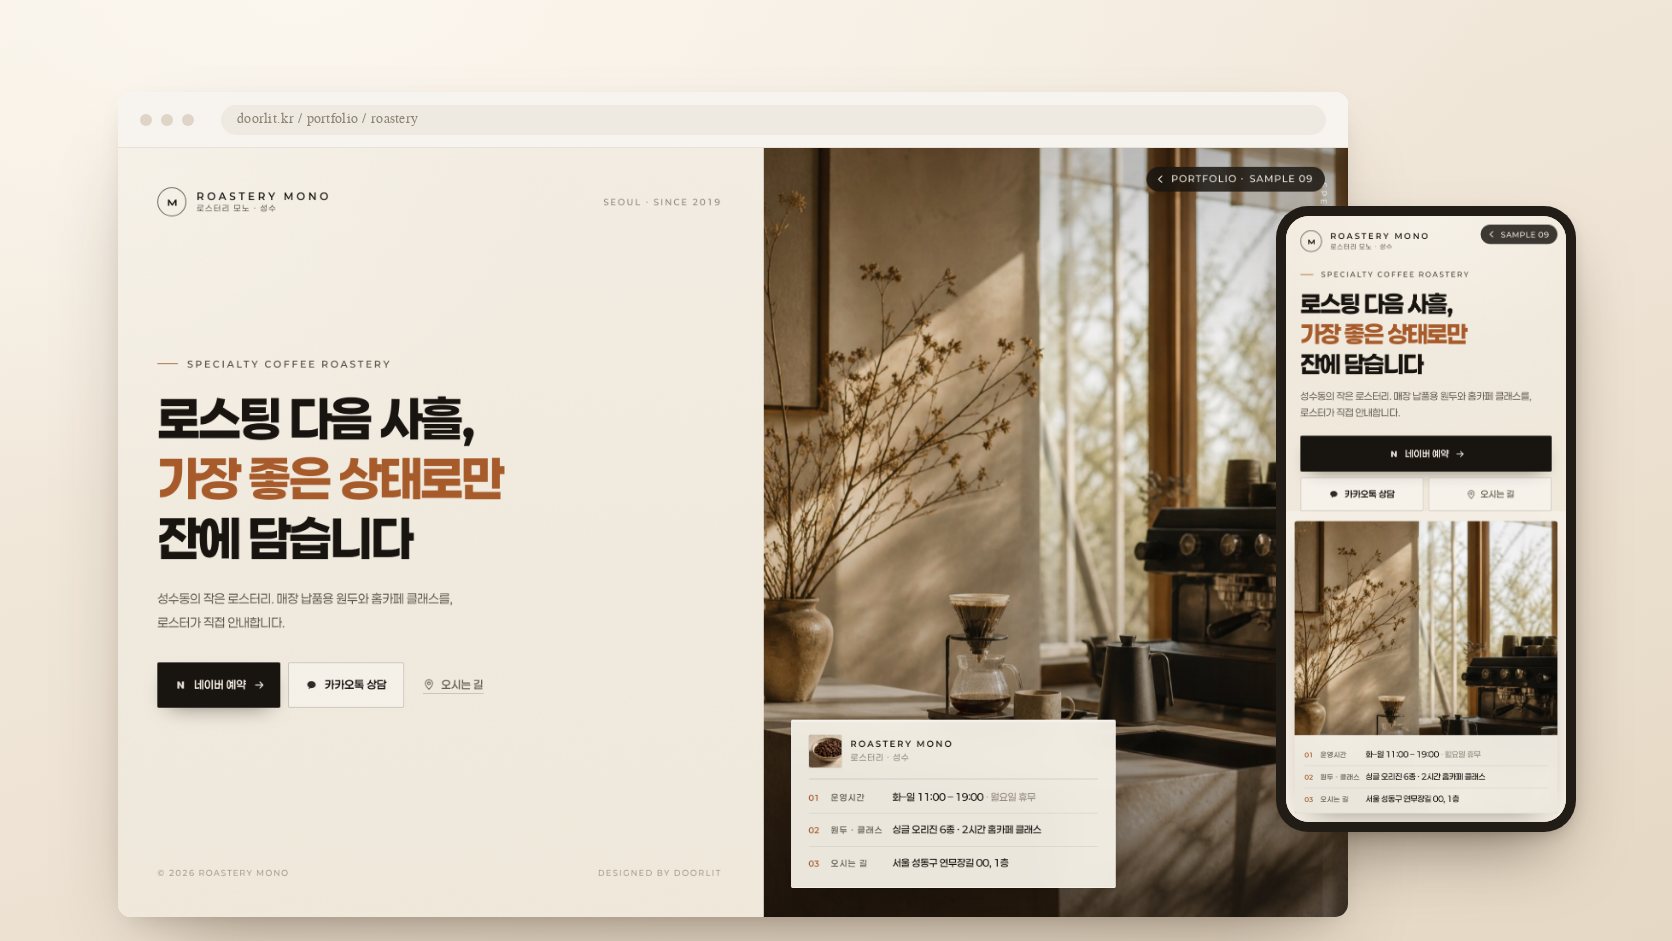 doorlit.kr / portfolio / roastery
M
ROASTERY MONO
로스터리 모노 · 성수
SEOUL · SINCE 2019
PORTFOLIO · SAMPLE 09
SPECIALTY COFFEE ROASTERY
로스팅 다음 사흘,
가장 좋은 상태로만
잔에 담습니다
성수동의 작은 로스터리. 매장 납품용 원두와 홈카페 클래스를,
로스터가 직접 안내합니다.
N 네이버 예약 →
카카오톡 상담
오시는 길
© 2026 ROASTERY MONO
DESIGNED BY DOORLIT
ROASTERY MONO
로스터리 · 성수
01 운영시간 화–일 11:00 – 19:00 · 월요일 휴무
02 원두 · 클래스 싱글 오리진 6종 · 2시간 홈카페 클래스
03 오시는 길 서울 성동구 연무장길 00, 1층
M
ROASTERY MONO
로스터리 모노 · 성수
SAMPLE 09
SPECIALTY COFFEE ROASTERY
로스팅 다음 사흘,
가장 좋은 상태로만
잔에 담습니다
성수동의 작은 로스터리. 매장 납품용 원두와 홈카페 클래스를,
로스터가 직접 안내합니다.
N 네이버 예약 →
카카오톡 상담
오시는 길
01 운영시간 화–일 11:00 – 19:00 · 월요일 휴무
02 원두 · 클래스 싱글 오리진 6종 · 2시간 홈카페 클래스
03 오시는 길 서울 성동구 연무장길 00, 1층